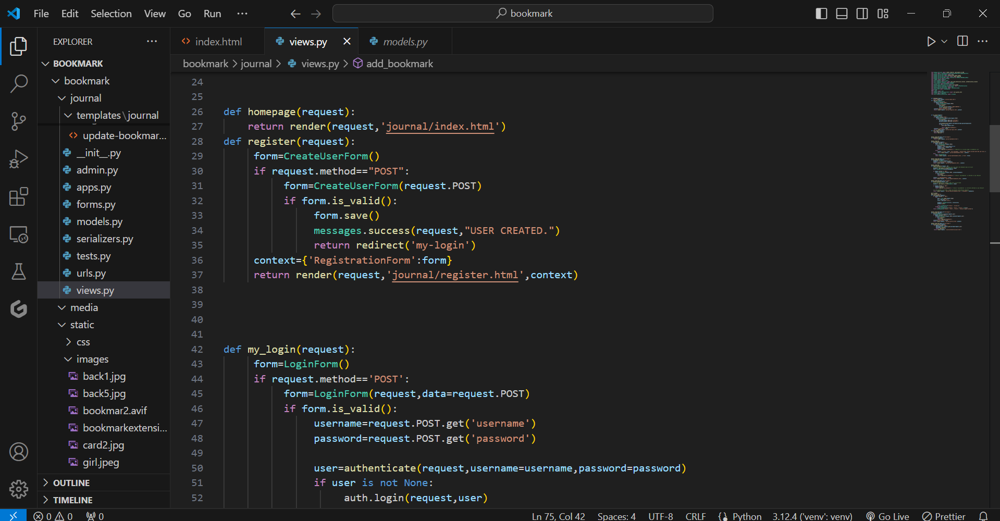 File Edit Selection View Go Run ··· bookmark
EXPLORER ···
index.html views.py models.py
bookmark > journal > views.py > add_bookmark
BOOKMARK
bookmark
journal
templates\journal
update-bookmar...
__init__.py
admin.py
apps.py
forms.py
models.py
serializers.py
tests.py
urls.py
views.py
media
static
css
images
back1.jpg
back5.jpg
bookmar2.avif
bookmarkextensi...
card2.jpg
girl.jpeg
OUTLINE
TIMELINE
24
25
26 def homepage(request):
27     return render(request,'journal/index.html')
28 def register(request):
29     form=CreateUserForm()
30     if request.method=="POST":
31         form=CreateUserForm(request.POST)
32         if form.is_valid():
33             form.save()
34             messages.success(request,"USER CREATED.")
35             return redirect('my-login')
36     context={'RegistrationForm':form}
37     return render(request,'journal/register.html',context)
38
39
40
41
42 def my_login(request):
43     form=LoginForm()
44     if request.method=='POST':
45         form=LoginForm(request,data=request.POST)
46         if form.is_valid():
47             username=request.POST.get('username')
48             password=request.POST.get('password')
49
50             user=authenticate(request,username=username,password=password)
51             if user is not None:
52                 auth.login(request,user)
0 0 0 Ln 75, Col 42 Spaces: 4 UTF-8 CRLF {} Python 3.12.4 ('venv': venv) Go Live Prettier